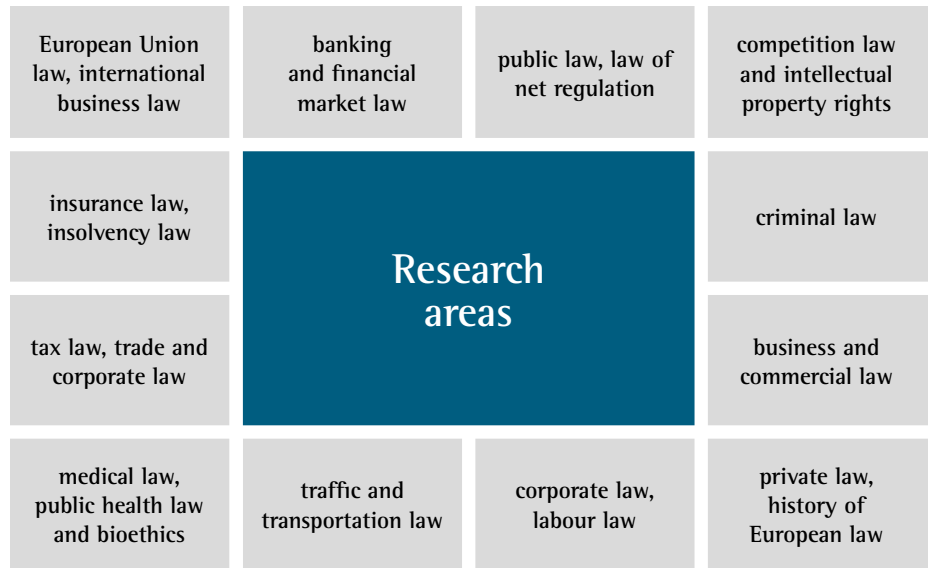 European Union
law, international
business law
banking
and financial
market law
public law, law of
net regulation
competition law
and intellectual
property rights
insurance law,
insolvency law
Research
areas
criminal law
tax law, trade and
corporate law
business and
commercial law
medical law,
public health law
and bioethics
traffic and
transportation law
corporate law,
labour law
private law,
history of
European law